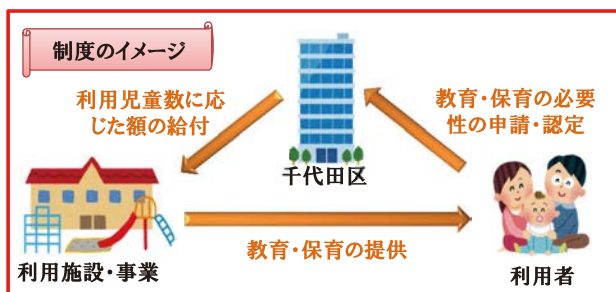 制度のイメージ
利用児童数に応
じた額の給付
教育・保育の必要
性の申請・認定
千代田区
教育・保育の提供
利用施設・事業
利用者